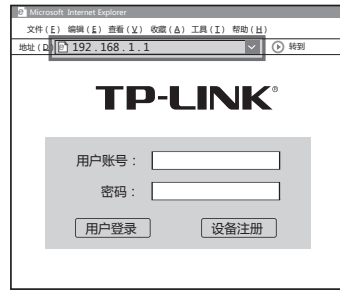 Microsoft Internet Explorer
文件(F) 编辑(E) 查看(V) 收藏(A) 工具(I) 帮助(H)
地址(D) 192.168.1.1 转到
TP-LINK®
用户账号：
密码：
用户登录 设备注册